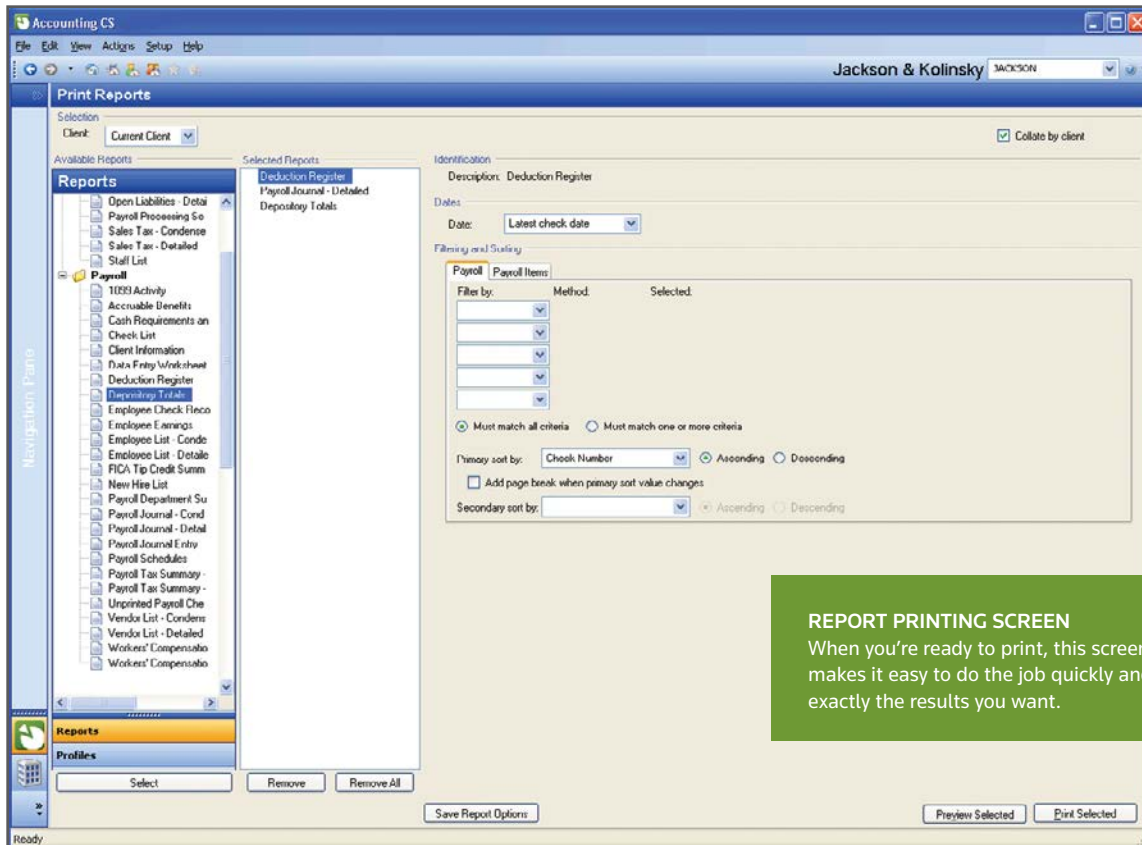 Accounting CS
File Edit View Actions Setup Help
Jackson & Kolinsky JACKSON
Print Reports
Selection
Client: Current Client
Collate by client
Available Reports
Reports
Open Liabilities - Detai
Payroll Processing Se
Sales Tax - Condense
Sales Tax - Detailed
Staff List
Payroll
1099 Activity
Accruable Benefits
Cash Requirements an
Check List
Client Information
Data Entry Worksheet
Deduction Register
Depository Totals
Employee Check Reco
Employee Earnings
Employee List - Conde
Employee List - Detaile
FICA Tip Credit Summ
New Hire List
Payroll Department Su
Payroll Journal - Cond
Payroll Journal - Detail
Payroll Journal Entry
Payroll Schedules
Payroll Tax Summary -
Payroll Tax Summary -
Unprinted Payroll Che
Vendor List - Condens
Vendor List - Detailed
Workers' Compensatio
Workers' Compensatio
Reports
Profiles
Select
Selected Reports
Deduction Register
Payroll Journal - Detailed
Depository Totals
Remove Remove All
Identification
Description: Deduction Register
Dates
Date: Latest check date
Filtering and Sorting
Payroll Payroll Items
Filter by: Method: Selected:
Must match all criteria Must match one or more criteria
Primary sort by: Check Number Ascending Descending
Add page break when primary sort value changes
Secondary sort by: Ascending Descending
REPORT PRINTING SCREEN
When you're ready to print, this screen
makes it easy to do the job quickly and
exactly the results you want.
Save Report Options
Preview Selected Print Selected
Navigation Pane
Ready